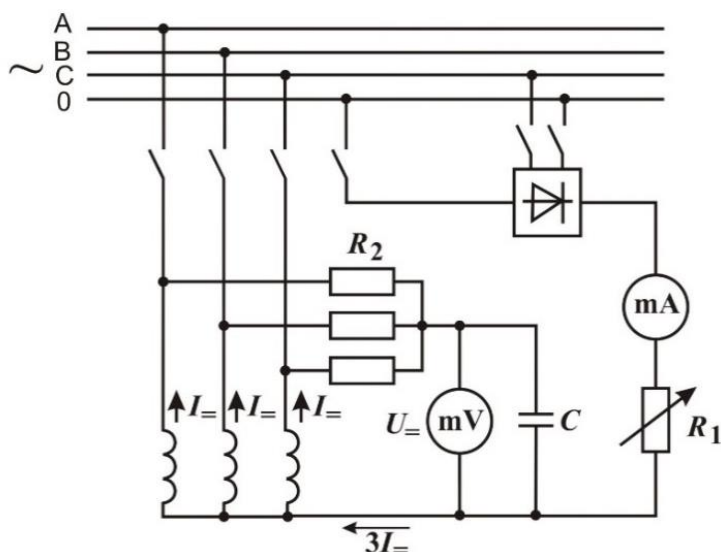 A
B
~ C
0
R2
mA
I= I= I=
U= mV C
R1
3I=